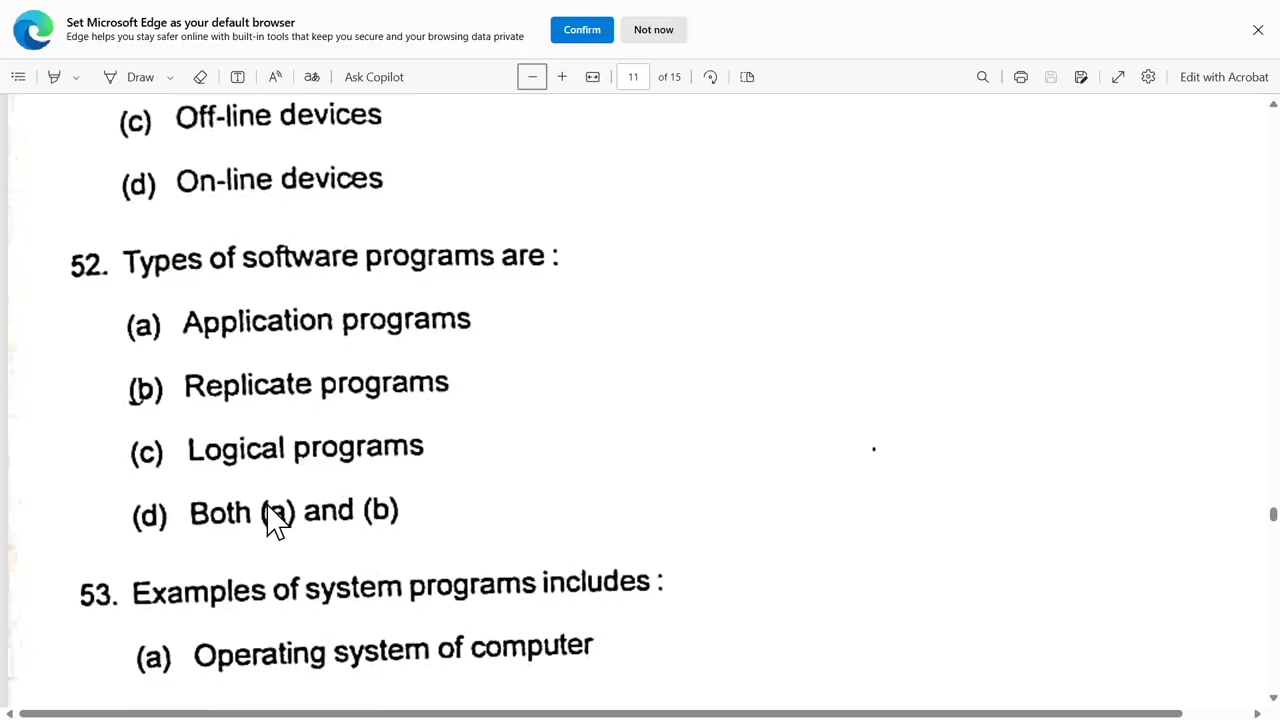 Set Microsoft Edge as your default browser
Edge helps you stay safer online with built-in tools that keep you secure and your browsing data private
Confirm
Not now
Draw
Ask Copilot
11
of 15
Edit with Acrobat
(c) Off-line devices
(d) On-line devices
52. Types of software programs are :
(a) Application programs
(b) Replicate programs
(c) Logical programs
(d) Both (a) and (b)
53. Examples of system programs includes :
(a) Operating system of computer